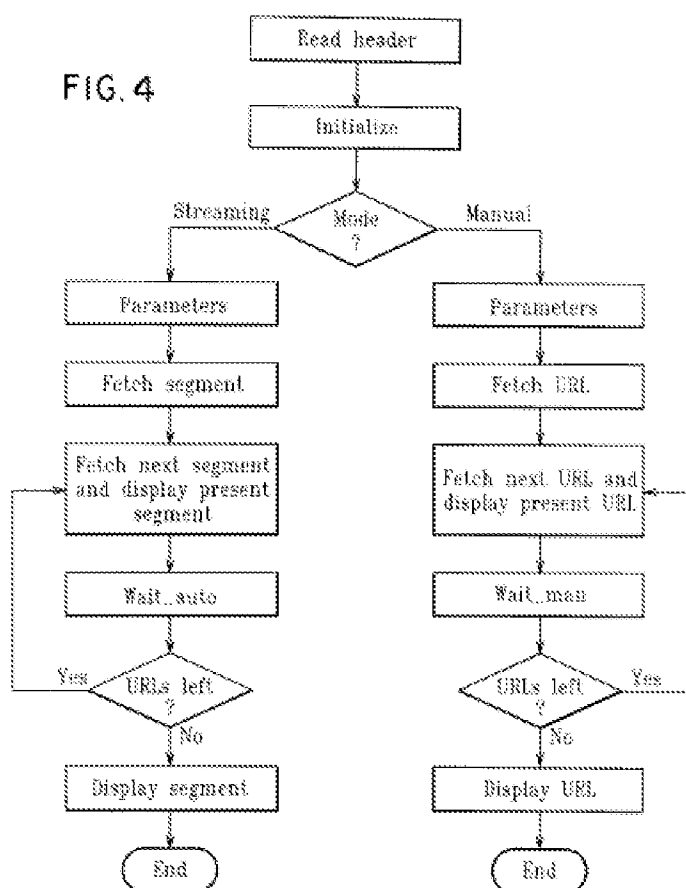 Read header
FIG. 4
Initialize
Streaming
Mode
?
Manual
Parameters
Fetch segment
Fetch next segment
and display present
segment
Wait_auto
Yes
URLs left
?
No
Display segment
End
Parameters
Fetch URL
Fetch next URL and
display present URL
Wait_man
URLs left
?
Yes
No
Display URL
End